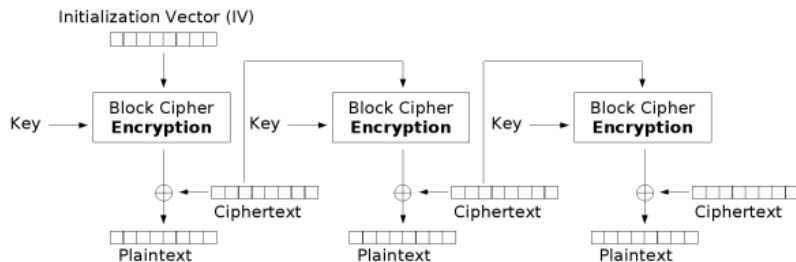 Initialization Vector (IV)
Key
Block Cipher
Encryption
Key
Block Cipher
Encryption
Key
Block Cipher
Encryption
Ciphertext
Ciphertext
Ciphertext
Plaintext
Plaintext
Plaintext